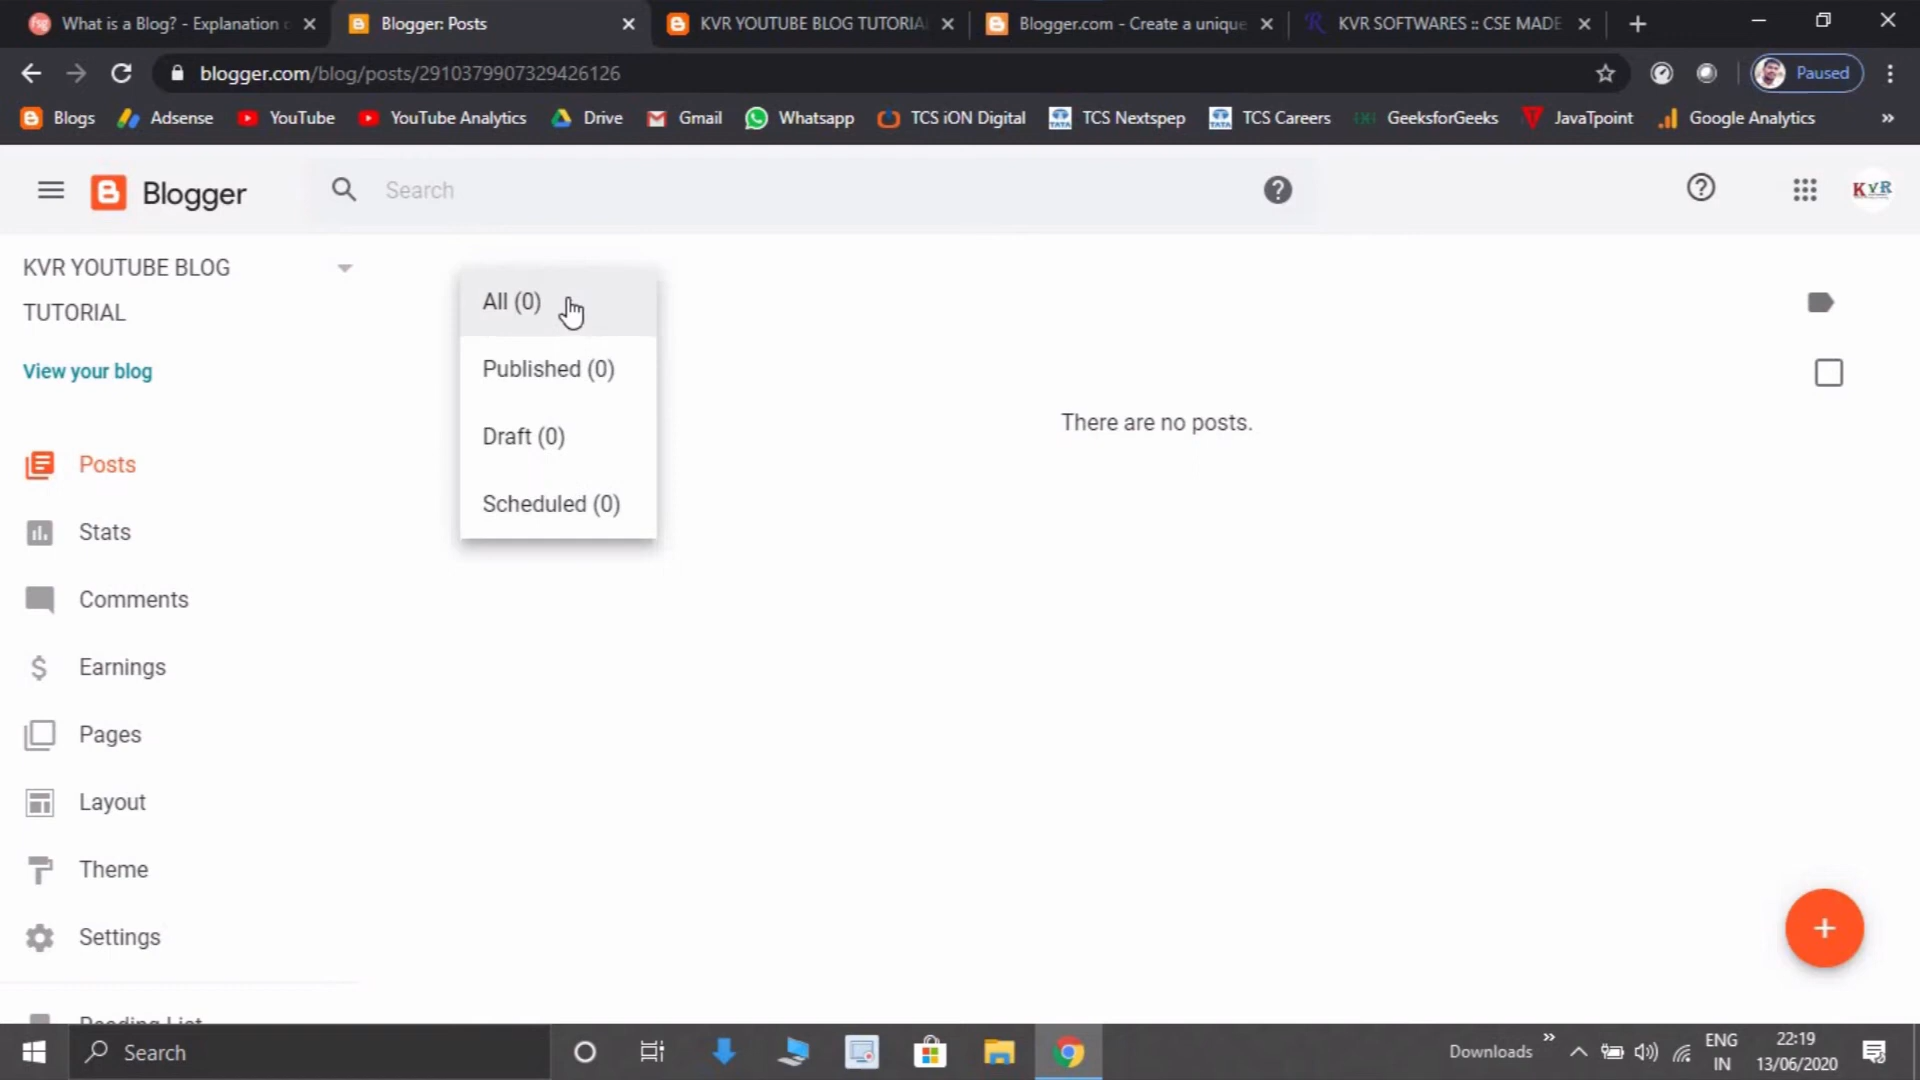 What is a Blog? - Explanation
Blogger: Posts
KVR YOUTUBE BLOG TUTORIA
Blogger.com - Create a unique
KVR SOFTWARES :: CSE MADE
blogger.com/blog/posts/2910379907329426126
Paused
Blogs
Adsense
YouTube
YouTube Analytics
Drive
Gmail
Whatsapp
TCS iON Digital
TCS Nextspep
TCS Careers
GeeksforGeeks
JavaTpoint
Google Analytics
»
Blogger
Search
KVR
KVR YOUTUBE BLOG
TUTORIAL
View your blog
Posts
Stats
Comments
Earnings
Pages
Layout
Theme
Settings
Reading List
All (0)
Published (0)
Draft (0)
Scheduled (0)
There are no posts.
Search
Downloads
ENG
IN
22:19
13/06/2020